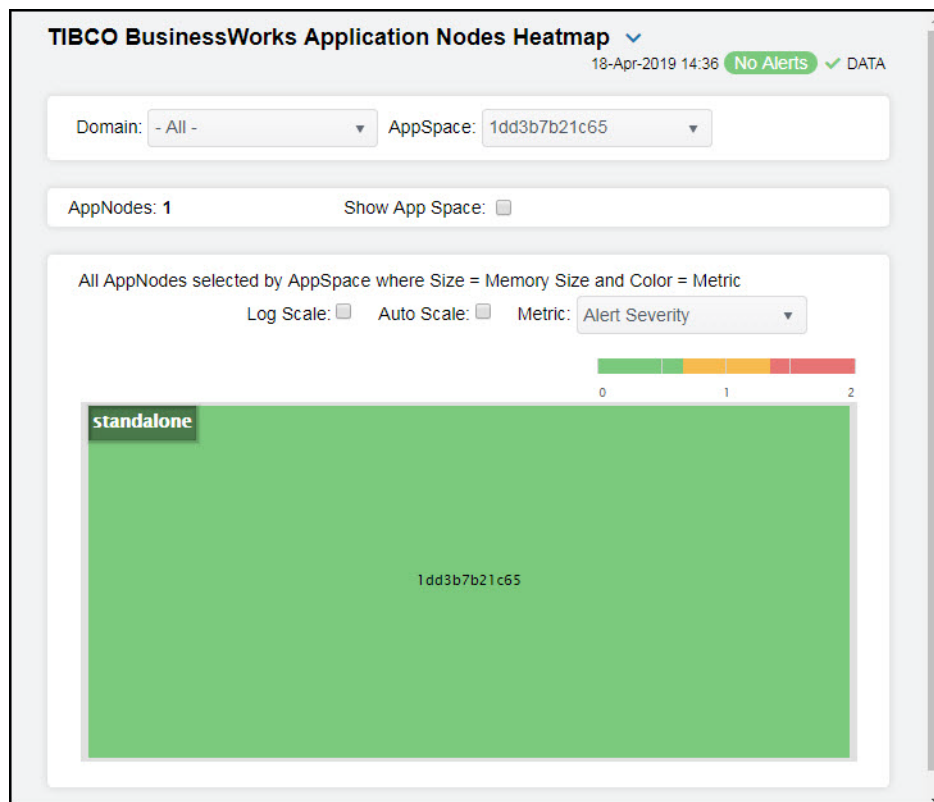 TIBCO BusinessWorks Application Nodes Heatmap
18-Apr-2019 14:36 No Alerts DATA
Domain: - All - AppSpace: 1dd3b7b21c65
AppNodes: 1 Show App Space:
All AppNodes selected by AppSpace where Size = Memory Size and Color = Metric
Log Scale: Auto Scale: Metric: Alert Severity
0 1 2
standalone
1dd3b7b21c65